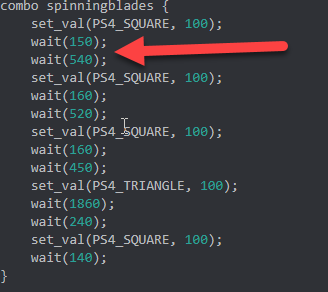 combo spinningblades {
set_val(PS4_SQUARE, 100);
wait(150);
wait(540);
set_val(PS4_SQUARE, 100);
wait(160);
wait(520);
set_val(PS4_SQUARE, 100);
wait(160);
wait(450);
set_val(PS4_TRIANGLE, 100);
wait(1860);
wait(240);
set_val(PS4_SQUARE, 100);
wait(140);
}